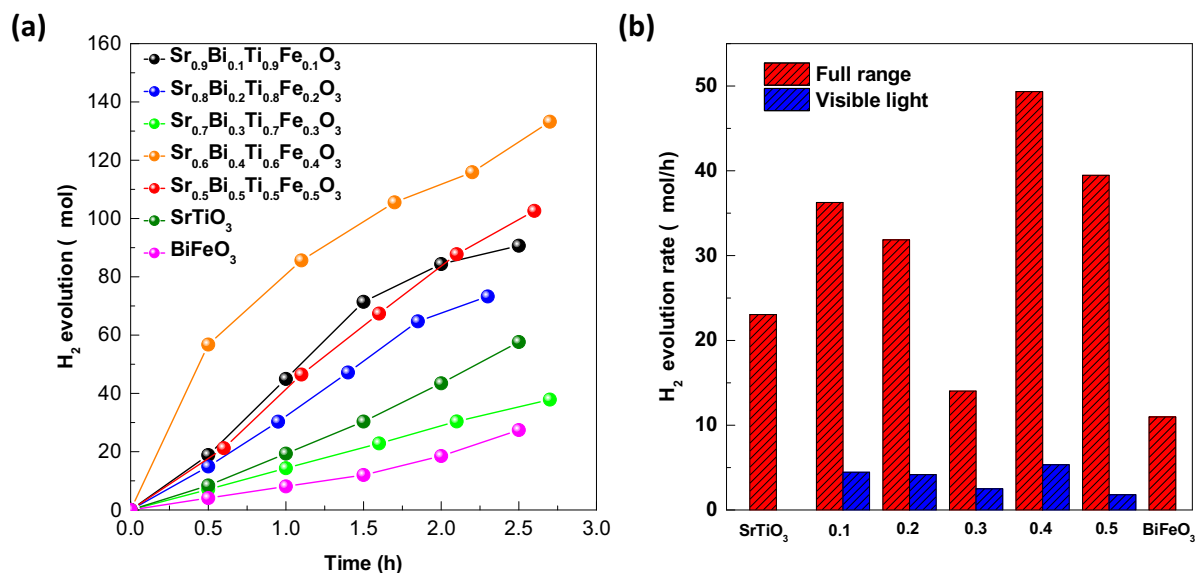 (a)
160
140
120
100
80
60
40
20
0
H₂ evolution ( mol)
Sr₀.₉Bi₀.₁Ti₀.₉Fe₀.₁O₃
Sr₀.₈Bi₀.₂Ti₀.₈Fe₀.₂O₃
Sr₀.₇Bi₀.₃Ti₀.₇Fe₀.₃O₃
Sr₀.₆Bi₀.₄Ti₀.₆Fe₀.₄O₃
Sr₀.₅Bi₀.₅Ti₀.₅Fe₀.₅O₃
SrTiO₃
BiFeO₃
0.0 0.5 1.0 1.5 2.0 2.5 3.0
Time (h)
(b)
50
40
30
20
10
0
H₂ evolution rate ( mol/h)
Full range
Visible light
SrTiO₃ 0.1 0.2 0.3 0.4 0.5 BiFeO₃